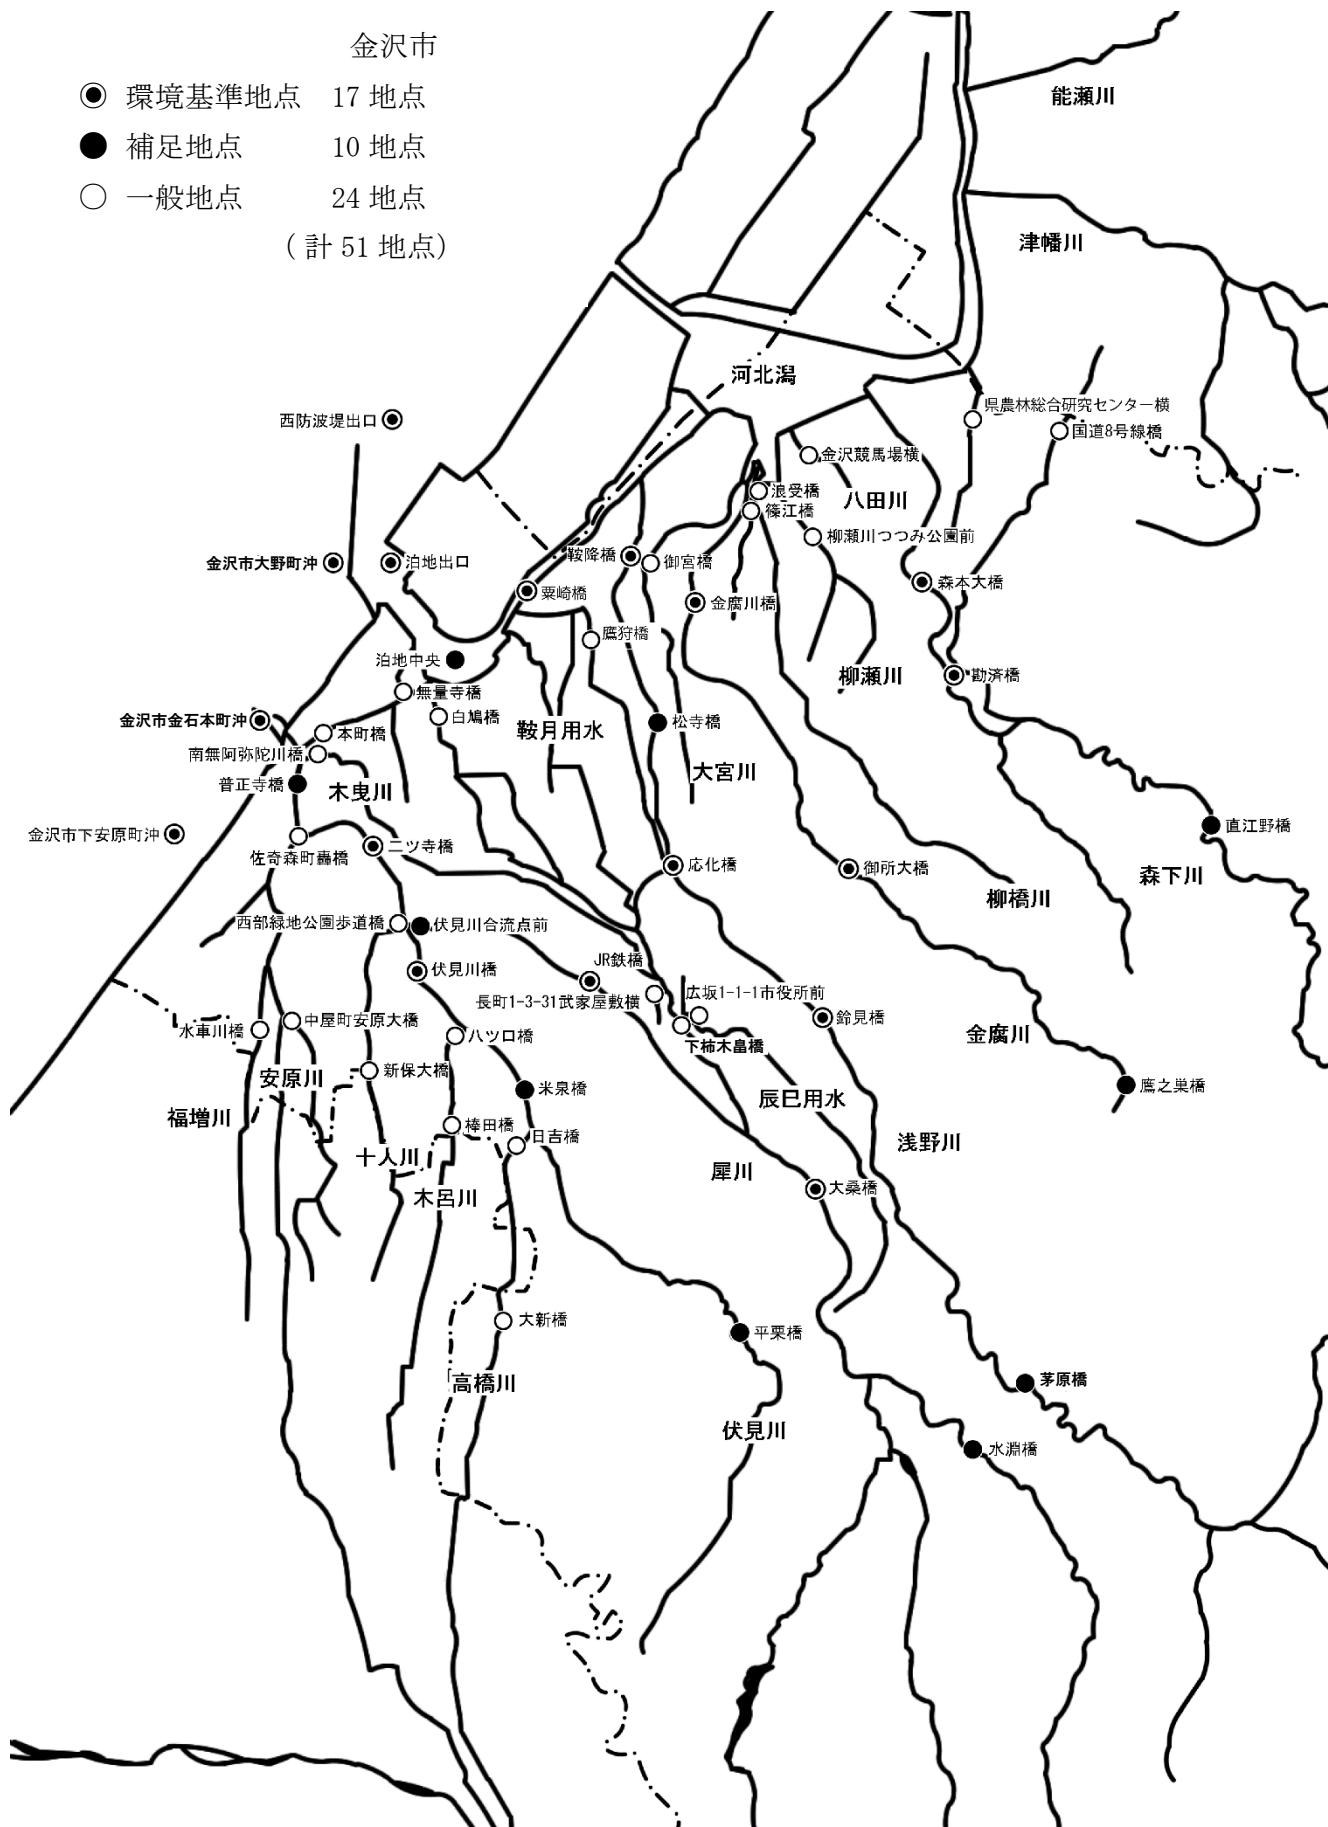 金沢市
◉ 環境基準地点 17 地点
● 補足地点 10 地点
○ 一般地点 24 地点
(計 51 地点)
能瀬川
津幡川
河北潟
県農林総合研究センター横
西防波堤出口
国道8号線橋
金沢競馬場横
浪受橋
八田川
篠江橋
柳瀬川つつみ公園前
鞍降橋
御宮橋
金沢市大野町沖
泊地出口
森本大橋
粟崎橋
金腐川橋
鷹狩橋
泊地中央
柳瀬川
勘済橋
無量寺橋
白鳩橋
金沢市金石本町沖
松寺橋
鞍月用水
本町橋
南無阿弥陀川橋
大宮川
普正寺橋
木曳川
直江野橋
金沢市下安原町沖
二ツ寺橋
佐奇森町轟橋
応化橋
御所大橋
森下川
柳橋川
西部緑地公園歩道橋
伏見川合流点前
JR鉄橋
伏見川橋
広坂1-1-1市役所前
長町1-3-31武家屋敷横
鈴見橋
中屋町安原大橋
水車川橋
八ツロ橋
金腐川
下柿木畠橋
新保大橋
安原川
鷹之巣橋
米泉橋
辰巳用水
福増川
棒田橋
日吉橋
浅野川
十人川
犀川
大桑橋
木呂川
大新橋
平栗橋
高橋川
茅原橋
伏見川
水淵橋